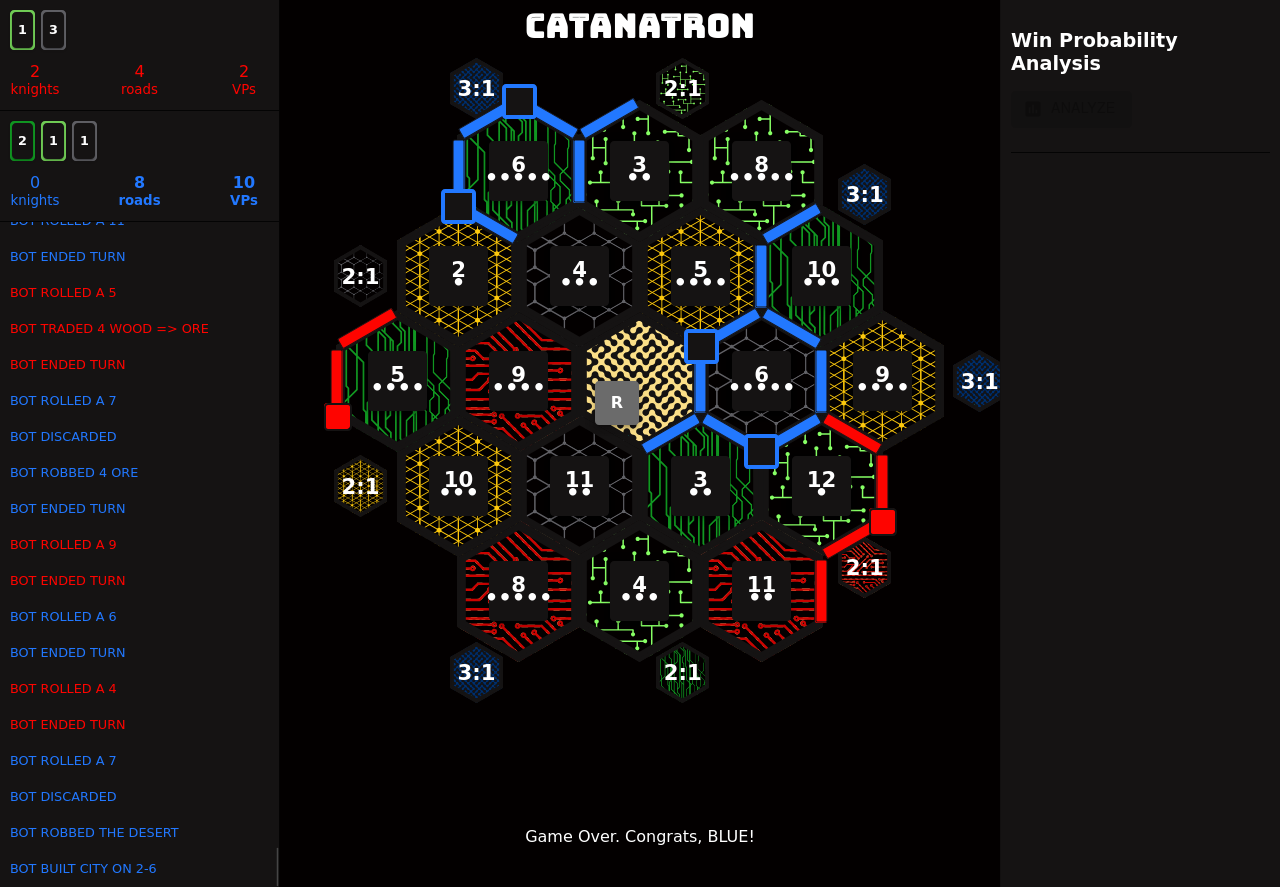 1 3
2 4 2
knights roads VPs
2 1 1
0 8 10
knights roads VPs
BOT ROLLED A 11
BOT ENDED TURN
BOT ROLLED A 5
BOT TRADED 4 WOOD => ORE
BOT ENDED TURN
BOT ROLLED A 7
BOT DISCARDED
BOT ROBBED 4 ORE
BOT ENDED TURN
BOT ROLLED A 9
BOT ENDED TURN
BOT ROLLED A 6
BOT ENDED TURN
BOT ROLLED A 4
BOT ENDED TURN
BOT ROLLED A 7
BOT DISCARDED
BOT ROBBED THE DESERT
BOT BUILT CITY ON 2-6
CATANATRON
3:1 2:1
6 3 8
3:1
2:1 2 4 5 10
5 9 R 6 9 3:1
2:1 10 11 3 12
8 4 11 2:1
3:1 2:1
Game Over. Congrats, BLUE!
Win Probability
Analysis
ANALYZE